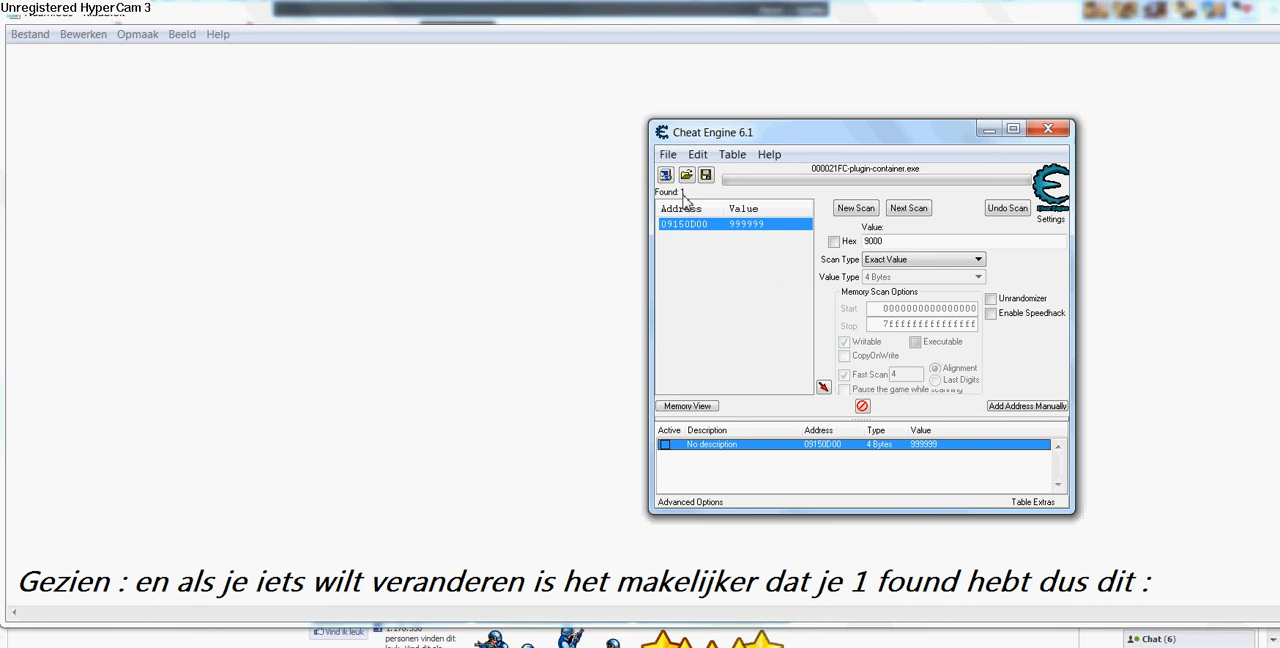 Unregistered HyperCam 3
Bestand Bewerken Opmaak Beeld Help
Cheat Engine 6.1
File Edit Table Help
000021FC-plugin-container.exe
Found: 1
Address Value
09150D00 999999
New Scan Next Scan Undo Scan
Settings
Value:
Hex 9000
Scan Type Exact Value
Value Type 4 Bytes
Memory Scan Options
Start 0000000000000000
Stop 7fffffffffffffff
Unrandomizer
Enable Speedhack
Writable Executable
CopyOnWrite
Fast Scan 4 Alignment
Last Digits
Pause the game while scanning
Memory View Add Address Manually
Active Description Address Type Value
No description 09150D00 4 Bytes 999999
Advanced Options Table Extras
Gezien : en als je iets wilt veranderen is het makelijker dat je 1 found hebt dus dit :
Vind ik leuk
personen vinden dit
Chat (6)